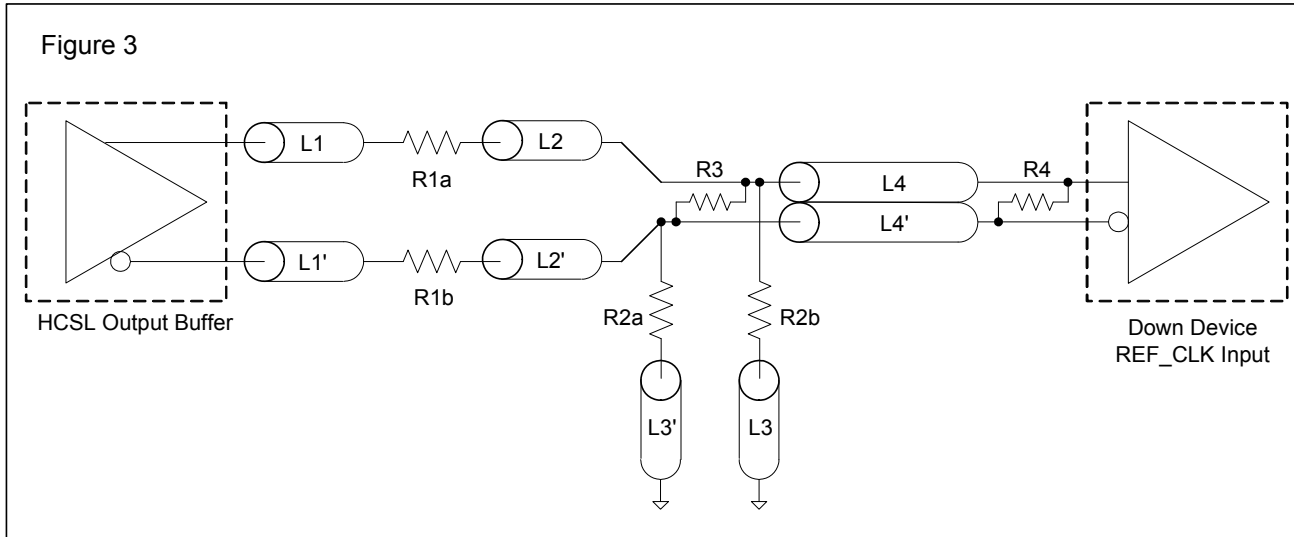 Figure 3
L1
R1a
L2
R3
L4
R4
L4'
L1'
R1b
L2'
HCSL Output Buffer
R2a
R2b
Down Device
REF_CLK Input
L3'
L3